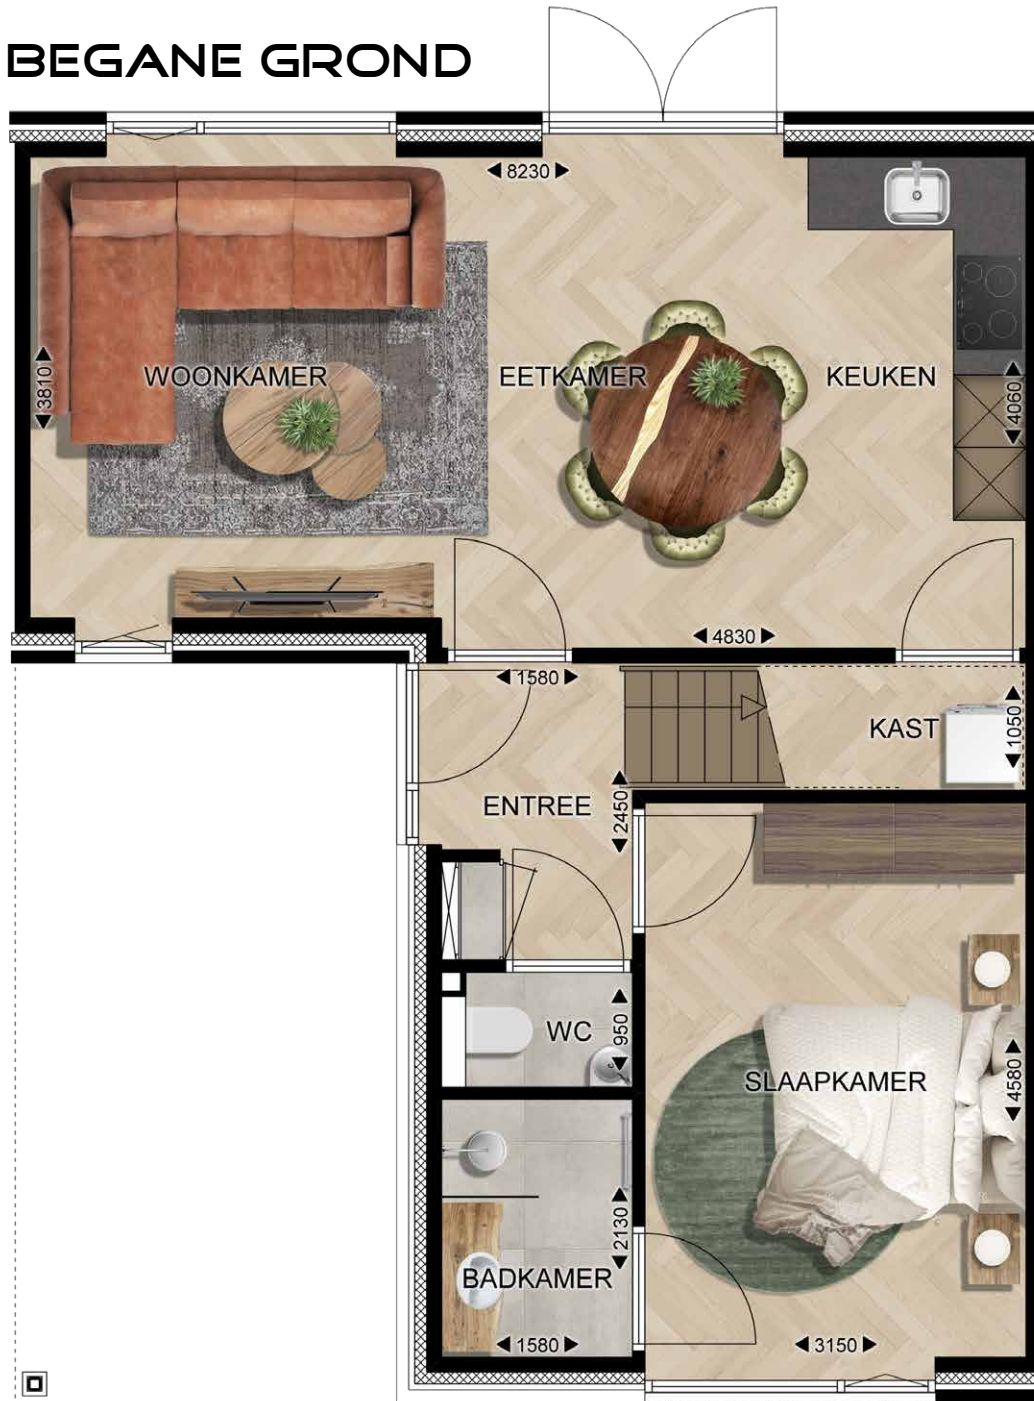 BEGANE GROND
8230
WOONKAMER
EETKAMER
KEUKEN
3810
4060
4830
1580
KAST
1050
ENTREE
2450
WC
950
SLAAPKAMER
4580
2130
BADKAMER
1580
3150